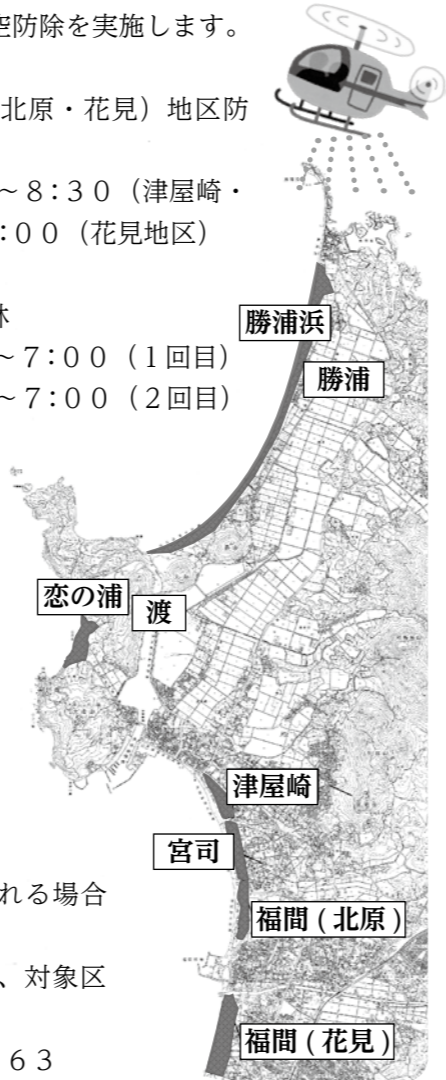 空防除を実施します。
北原・花見）地区防
～８：３０（津屋崎・
：００（花見地区）
林
～７：００（１回目）
～７：００（２回目）
勝浦浜
勝浦
恋の浦
渡
津屋崎
宮司
れる場合
福間（北原）
、対象区
福間（花見）
６３